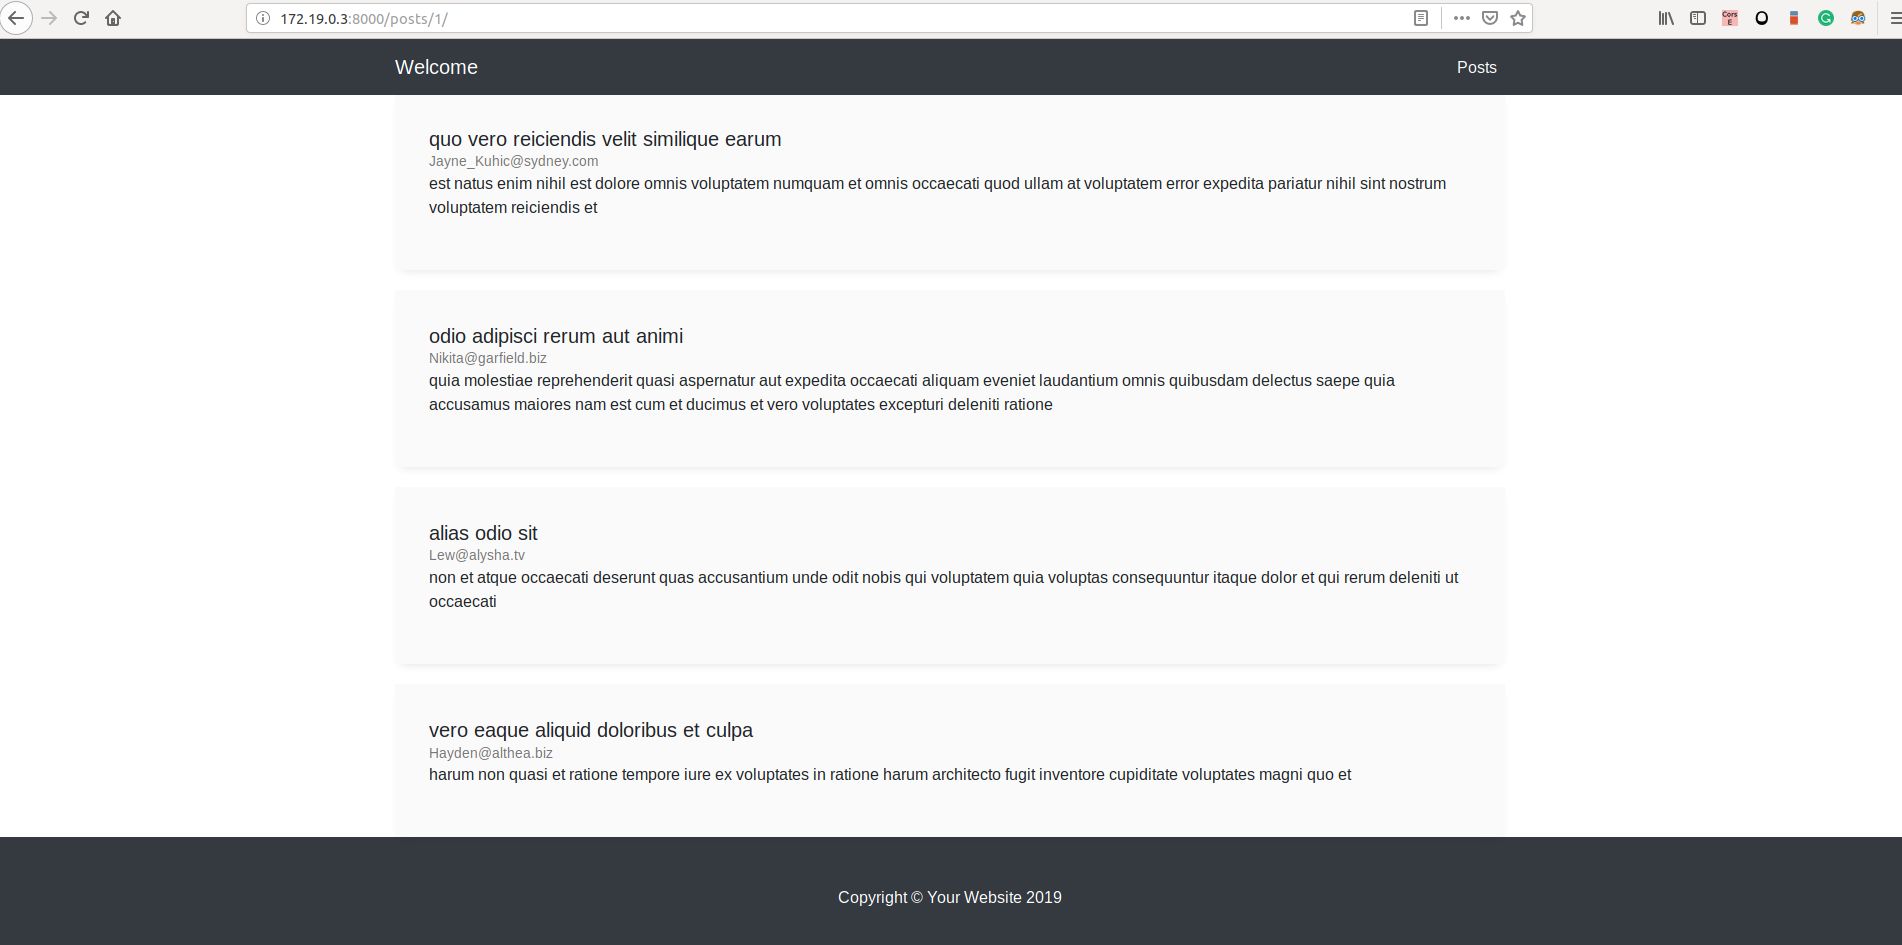 172.19.0.3:8000/posts/1/
Cors
E
Welcome
Posts
quo vero reiciendis velit similique earum
Jayne_Kuhic@sydney.com
est natus enim nihil est dolore omnis voluptatem numquam et omnis occaecati quod ullam at voluptatem error expedita pariatur nihil sint nostrum
voluptatem reiciendis et
odio adipisci rerum aut animi
Nikita@garfield.biz
quia molestiae reprehenderit quasi aspernatur aut expedita occaecati aliquam eveniet laudantium omnis quibusdam delectus saepe quia
accusamus maiores nam est cum et ducimus et vero voluptates excepturi deleniti ratione
alias odio sit
Lew@alysha.tv
non et atque occaecati deserunt quas accusantium unde odit nobis qui voluptatem quia voluptas consequuntur itaque dolor et qui rerum deleniti ut
occaecati
vero eaque aliquid doloribus et culpa
Hayden@althea.biz
harum non quasi et ratione tempore iure ex voluptates in ratione harum architecto fugit inventore cupiditate voluptates magni quo et
Copyright © Your Website 2019